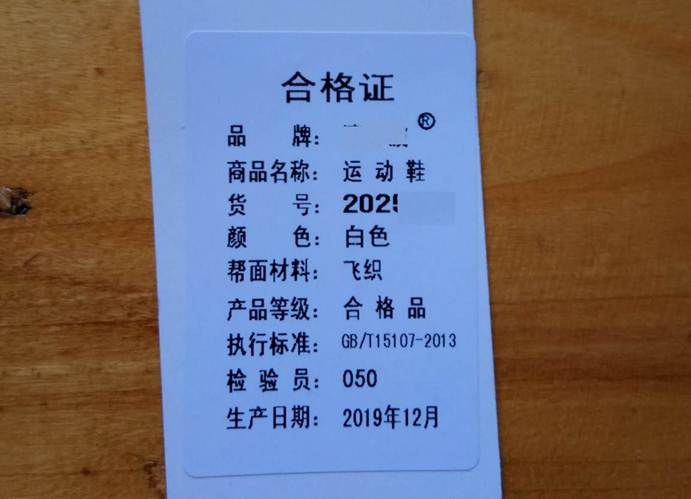 合格证
品牌: ®
商品名称: 运动鞋
货号: 202
颜色: 白色
帮面材料: 飞织
产品等级: 合格品
执行标准: GB/T15107-2013
检验员: 050
生产日期: 2019年12月